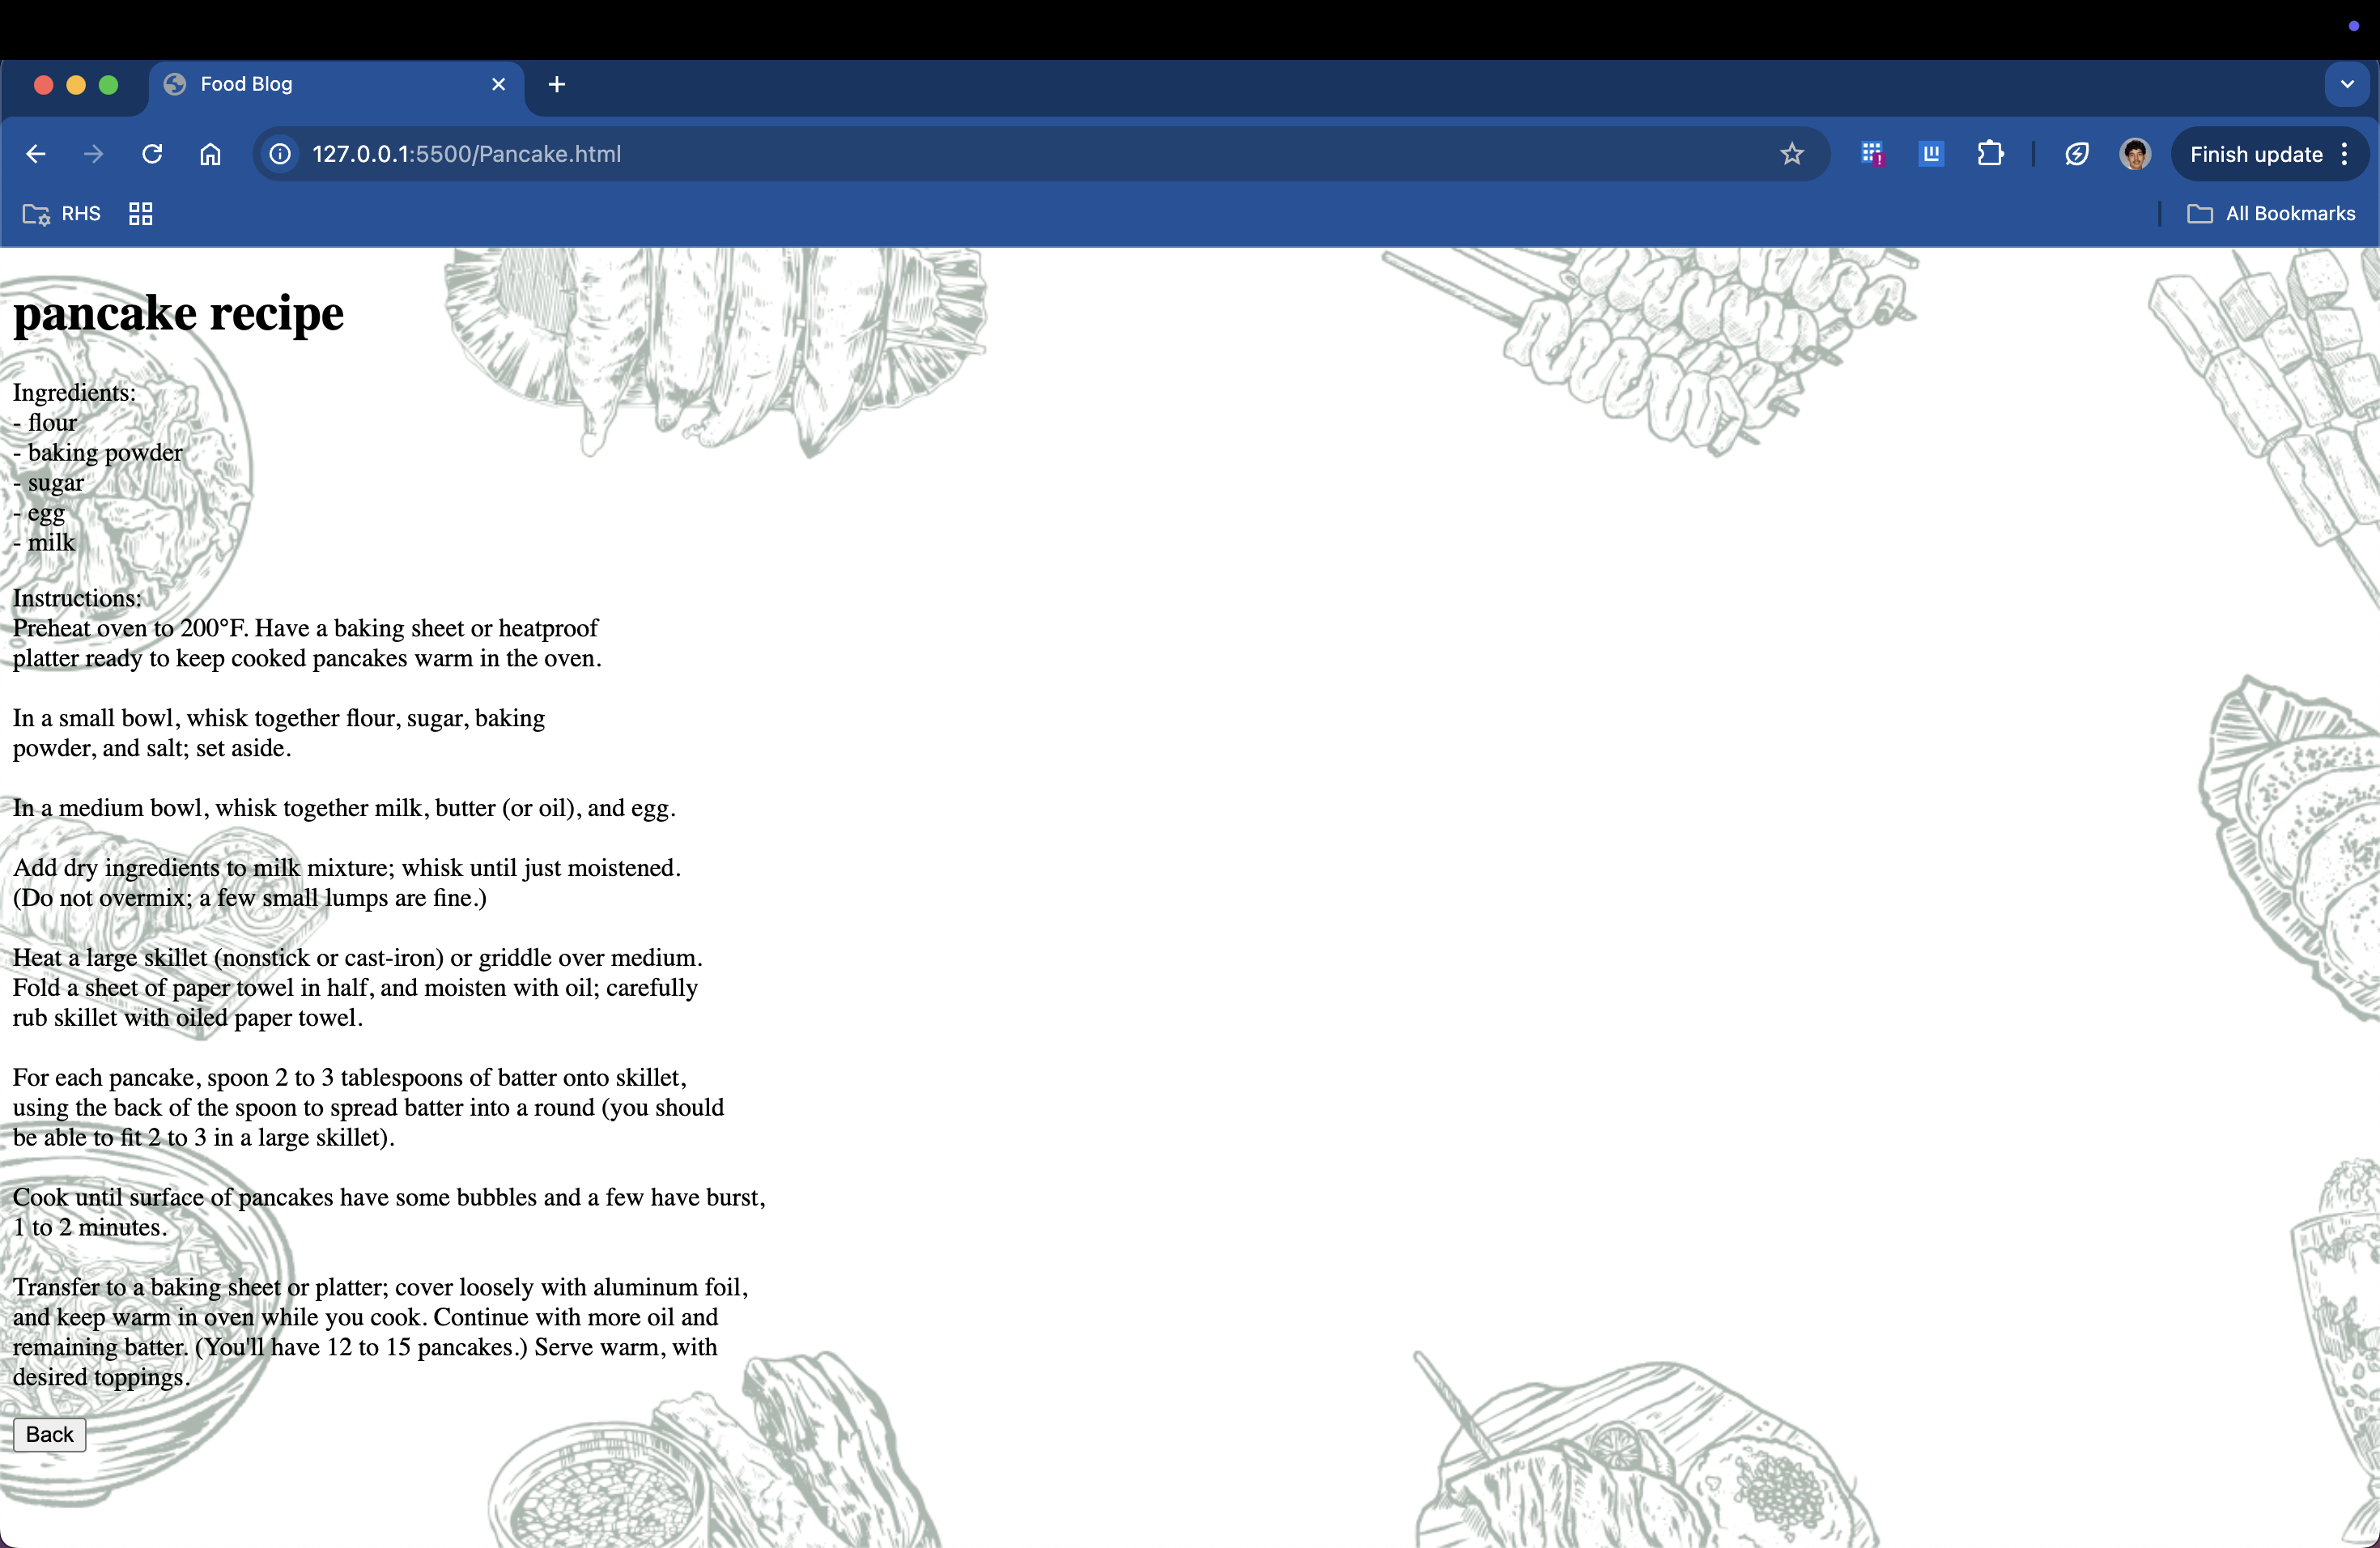 Food Blog
127.0.0.1:5500/Pancake.html
Finish update
RHS
All Bookmarks
pancake recipe
Ingredients:
- flour
- baking powder
- sugar
- egg
- milk
Instructions:
Preheat oven to 200°F. Have a baking sheet or heatproof
platter ready to keep cooked pancakes warm in the oven.
In a small bowl, whisk together flour, sugar, baking
powder, and salt; set aside.
In a medium bowl, whisk together milk, butter (or oil), and egg.
Add dry ingredients to milk mixture; whisk until just moistened.
(Do not overmix; a few small lumps are fine.)
Heat a large skillet (nonstick or cast-iron) or griddle over medium.
Fold a sheet of paper towel in half, and moisten with oil; carefully
rub skillet with oiled paper towel.
For each pancake, spoon 2 to 3 tablespoons of batter onto skillet,
using the back of the spoon to spread batter into a round (you should
be able to fit 2 to 3 in a large skillet).
Cook until surface of pancakes have some bubbles and a few have burst,
1 to 2 minutes.
Transfer to a baking sheet or platter; cover loosely with aluminum foil,
and keep warm in oven while you cook. Continue with more oil and
remaining batter. (You'll have 12 to 15 pancakes.) Serve warm, with
desired toppings.
Back